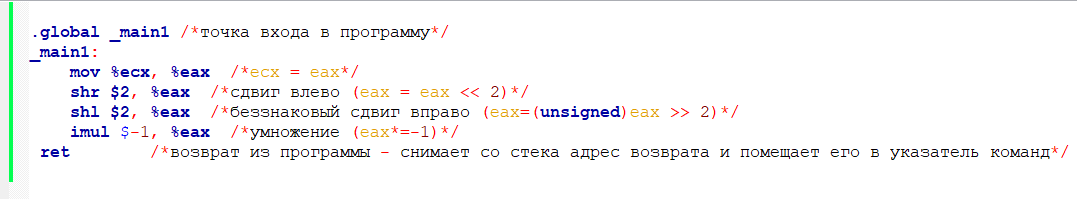 .global _main1 /*точка входа в программу*/
_main1:
mov %ecx, %eax /*ecx = eax*/
shr $2, %eax /*сдвиг влево (eax = eax << 2)*/
shl $2, %eax /*беззнаковый сдвиг вправо (eax=(unsigned)eax >> 2)*/
imul $-1, %eax /*умножение (eax*=-1)*/
ret /*возврат из программы - снимает со стека адрес возврата и помещает его в указатель команд*/